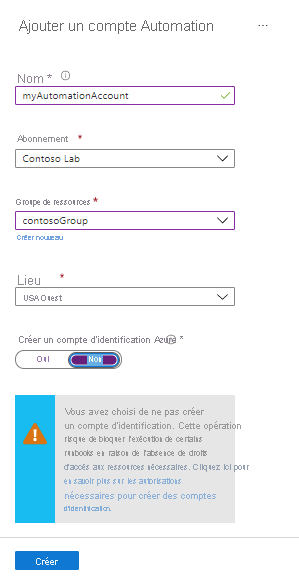 Ajouter un compte Automation ...
Nom *
myAutomationAccount
Abonnement *
Contoso Lab
Groupe de ressources *
contosoGroup
Créer nouveau
Lieu *
USA Ouest
Créer un compte d'identification Azure *
Oui Non
Vous avez choisi de ne pas créer
un compte d'identification. Cette opération
risque de bloquer l'exécution de certains
runbooks en raison de l'absence de droits
d'accès aux ressources nécessaires. Cliquez ici pour
en savoir plus sur les autorisations
nécessaires pour créer des comptes
d'identification.
Créer